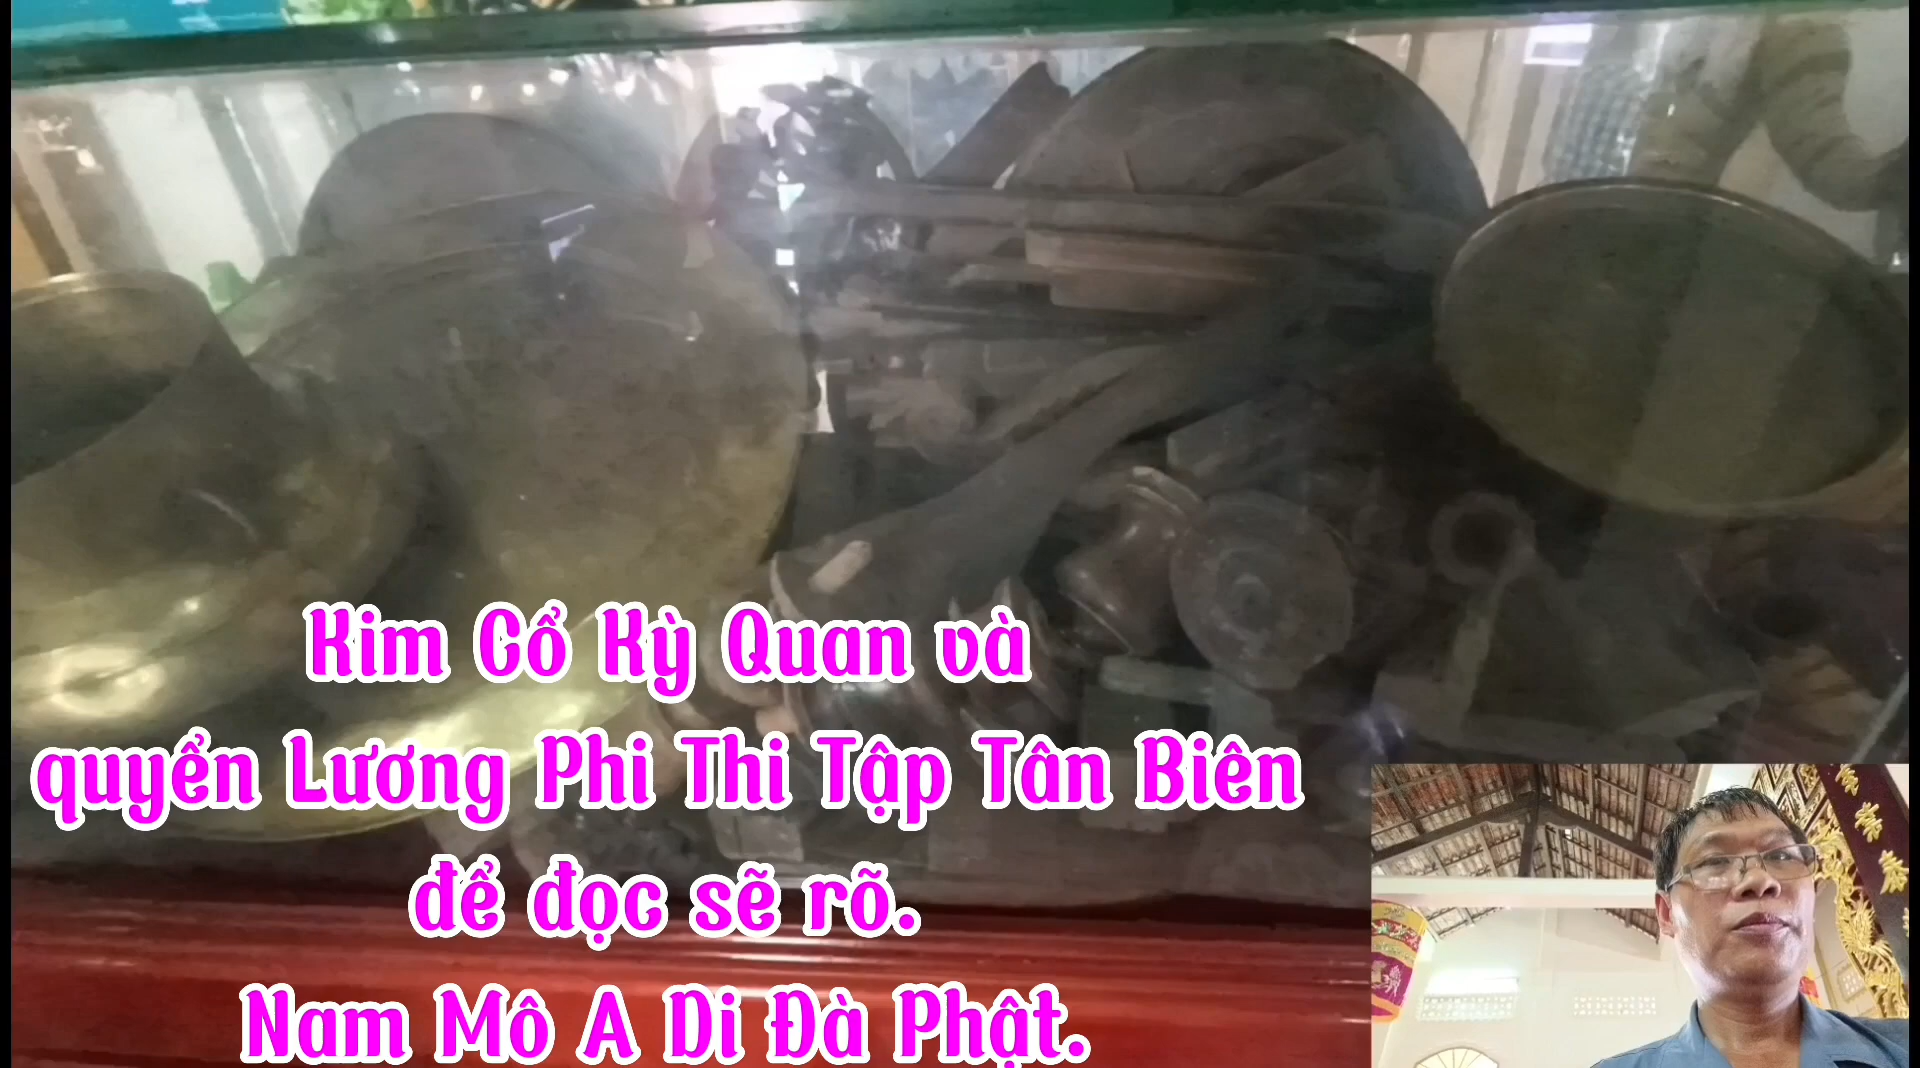 Kim Cổ Kỳ Quan và
quyển Lương Phi Thi Tập Tân Biên
để đọc sẽ rõ.
Nam Mô A Di Đà Phật.